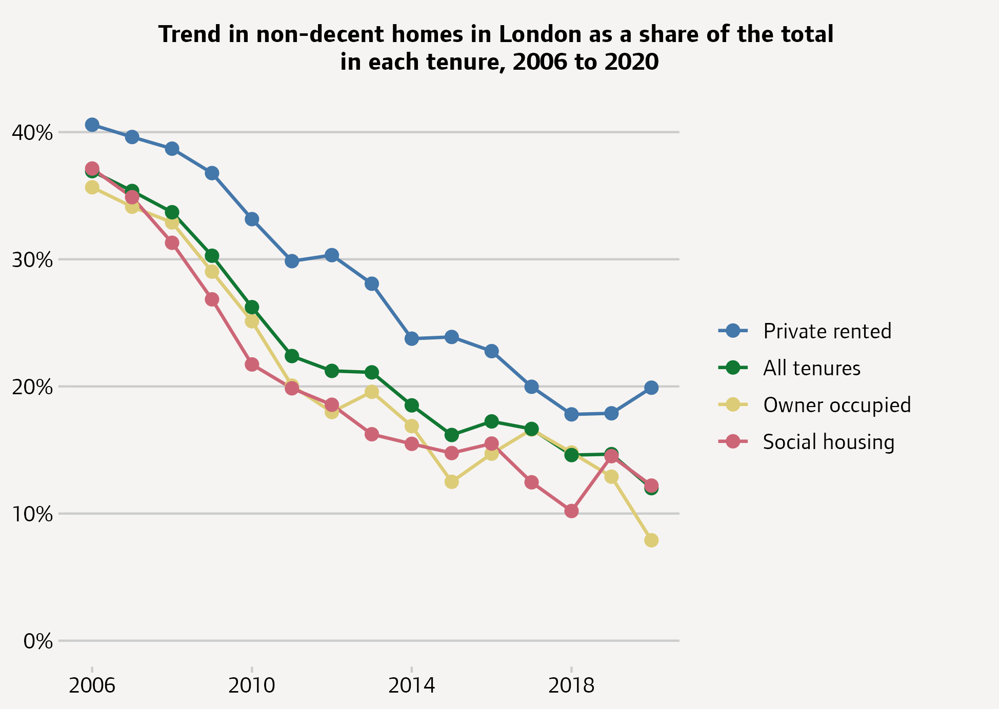 Trend in non-decent homes in London as a share of the total
in each tenure, 2006 to 2020
40%
30%
20%
10%
0%
2006
2010
2014
2018
Private rented
All tenures
Owner occupied
Social housing